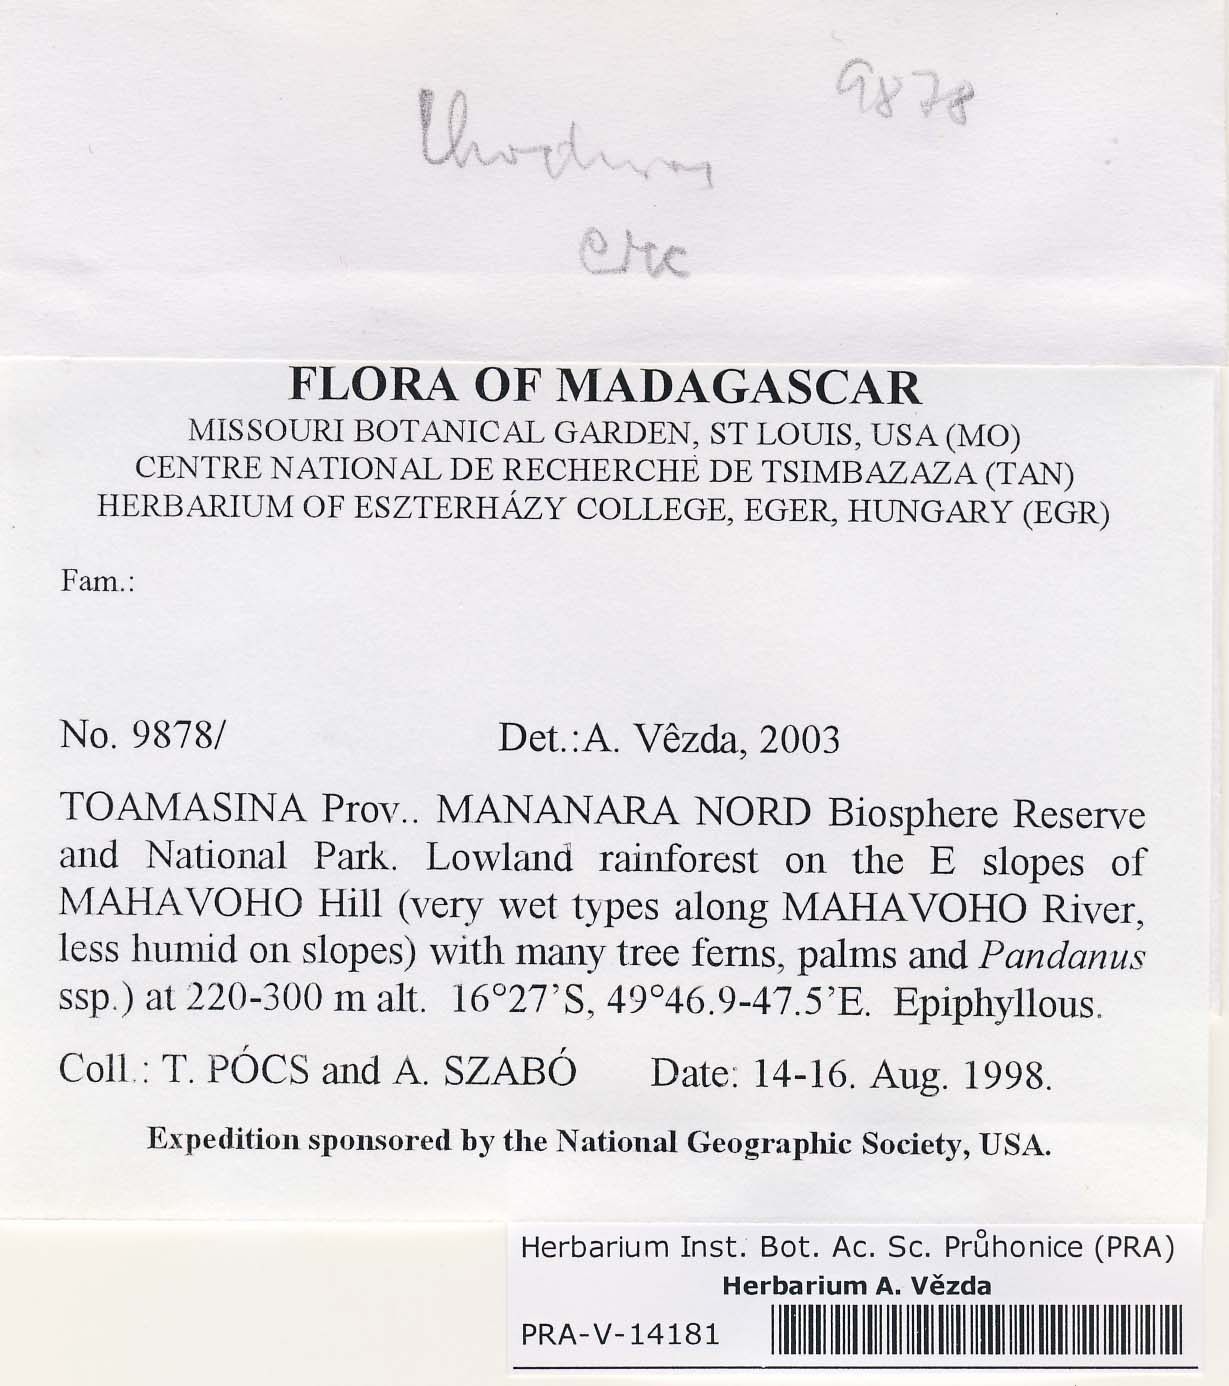 9878
FLORA OF MADAGASCAR
MISSOURI BOTANICAL GARDEN, ST LOUIS, USA (MO)
CENTRE NATIONAL DE RECHERCHE DE TSIMBAZAZA (TAN)
HERBARIUM OF ESZTERHÁZY COLLEGE, EGER, HUNGARY (EGR)
Fam.:
No. 9878/ Det.:A. Vêzda, 2003
TOAMASINA Prov.. MANANARA NORD Biosphere Reserve
and National Park. Lowland rainforest on the E slopes of
MAHAVOHO Hill (very wet types along MAHAVOHO River,
less humid on slopes) with many tree ferns, palms and Pandanus
ssp.) at 220-300 m alt. 16°27'S, 49°46.9-47.5'E. Epiphyllous.
Coll.: T. PÓCS and A. SZABÓ Date: 14-16. Aug. 1998.
Expedition sponsored by the National Geographic Society, USA.
Herbarium Inst. Bot. Ac. Sc. Průhonice (PRA)
Herbarium A. Vězda
PRA-V-14181